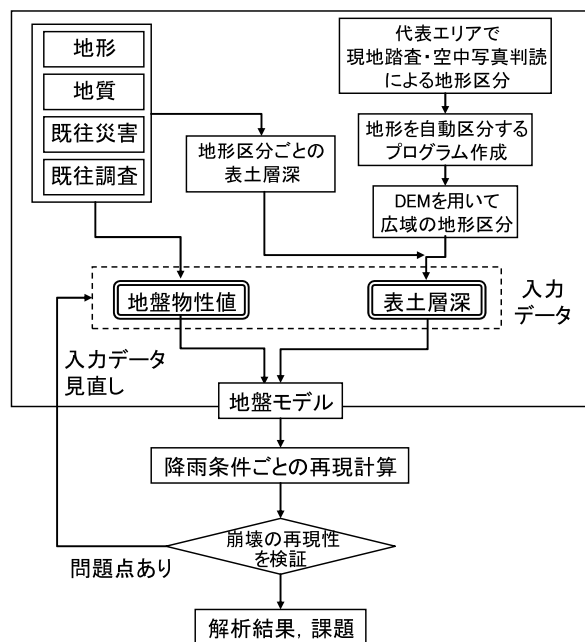 地形
地質
既往災害
既往調査
代表エリアで
現地踏査・空中写真判読
による地形区分
地形を自動区分する
プログラム作成
地形区分ごとの
表土層深
DEMを用いて
広域の地形区分
地盤物性値
表土層深
入力
データ
入力データ
見直し
地盤モデル
降雨条件ごとの再現計算
崩壊の再現性
を検証
問題点あり
解析結果，課題